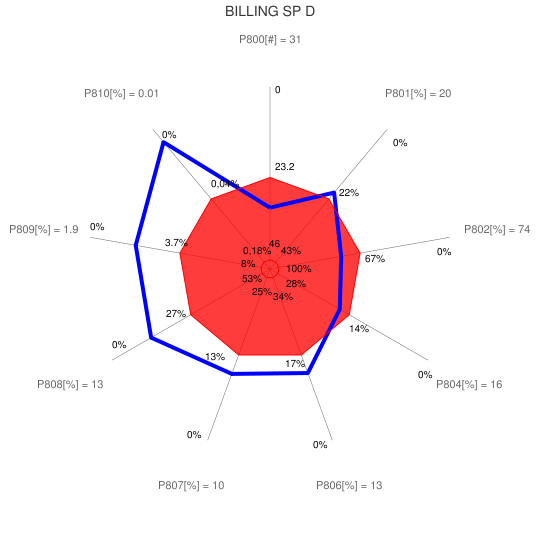 BILLING SP D
P800[#] = 31
P810[%] = 0.01
P801[%] = 20
0
0%
0%
23.2
0,04%
22%
P809[%] = 1.9
0%
3.7%
46
0,18%
43%
67%
0%
P802[%] = 74
8%
100%
53%
28%
25%
34%
27%
14%
0%
13%
17%
0%
P808[%] = 13
P804[%] = 16
0%
0%
P807[%] = 10
P806[%] = 13